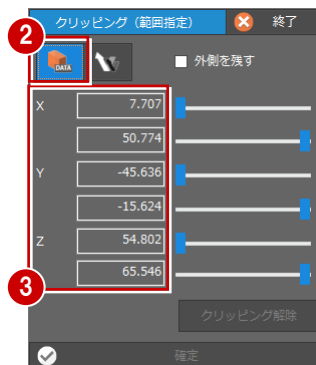 クリッピング（範囲指定） 終了
2
DATA 外側を残す
X 7.707
50.774
Y -45.636
-15.624
Z 54.802
65.546
3
クリッピング解除
確定